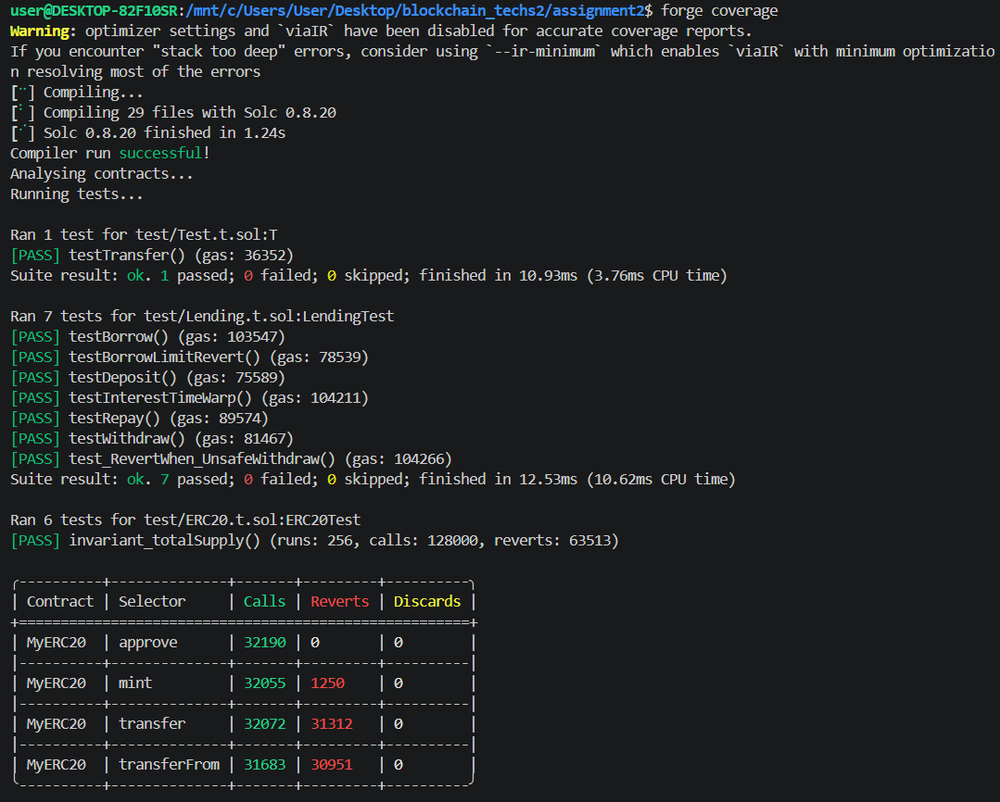 user@DESKTOP-82F10SR:/mnt/c/Users/User/Desktop/blockchain_techs2/assignment2$ forge coverage
Warning: optimizer settings and `viaIR` have been disabled for accurate coverage reports.
If you encounter "stack too deep" errors, consider using `--ir-minimum` which enables `viaIR` with minimum optimizatio
n resolving most of the errors
[⠒] Compiling...
[⠃] Compiling 29 files with Solc 0.8.20
[⠊] Solc 0.8.20 finished in 1.24s
Compiler run successful!
Analysing contracts...
Running tests...

Ran 1 test for test/Test.t.sol:T
[PASS] testTransfer() (gas: 36352)
Suite result: ok. 1 passed; 0 failed; 0 skipped; finished in 10.93ms (3.76ms CPU time)

Ran 7 tests for test/Lending.t.sol:LendingTest
[PASS] testBorrow() (gas: 103547)
[PASS] testBorrowLimitRevert() (gas: 78539)
[PASS] testDeposit() (gas: 75589)
[PASS] testInterestTimeWarp() (gas: 104211)
[PASS] testRepay() (gas: 89574)
[PASS] testWithdraw() (gas: 81467)
[PASS] test_RevertWhen_UnsafeWithdraw() (gas: 104266)
Suite result: ok. 7 passed; 0 failed; 0 skipped; finished in 12.53ms (10.62ms CPU time)

Ran 6 tests for test/ERC20.t.sol:ERC20Test
[PASS] invariant_totalSupply() (runs: 256, calls: 128000, reverts: 63513)

╭----------+--------------+-------+---------+----------╮
| Contract | Selector     | Calls | Reverts | Discards |
+======================================================+
| MyERC20  | approve      | 32190 | 0       | 0        |
|----------+--------------+-------+---------+----------|
| MyERC20  | mint         | 32055 | 1250    | 0        |
|----------+--------------+-------+---------+----------|
| MyERC20  | transfer     | 32072 | 31312   | 0        |
|----------+--------------+-------+---------+----------|
| MyERC20  | transferFrom | 31683 | 30951   | 0        |
╰----------+--------------+-------+---------+----------╯